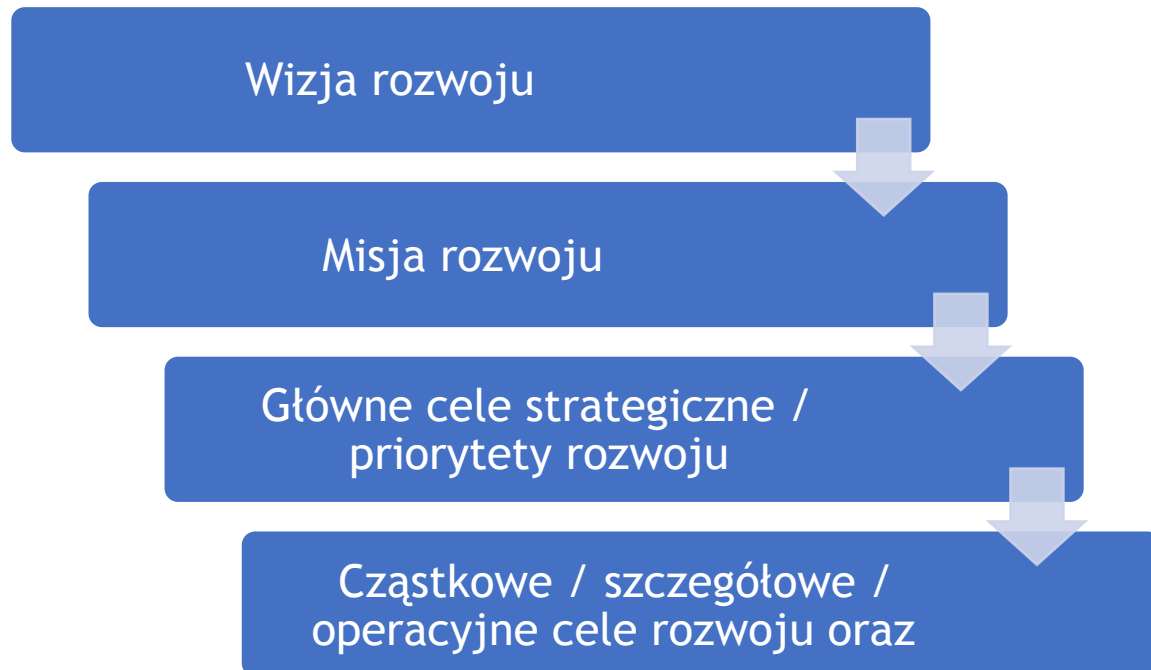 Wizja rozwoju
Misja rozwoju
Główne cele strategiczne /
priorytety rozwoju
Cząstkowe / szczegółowe /
operacyjne cele rozwoju oraz